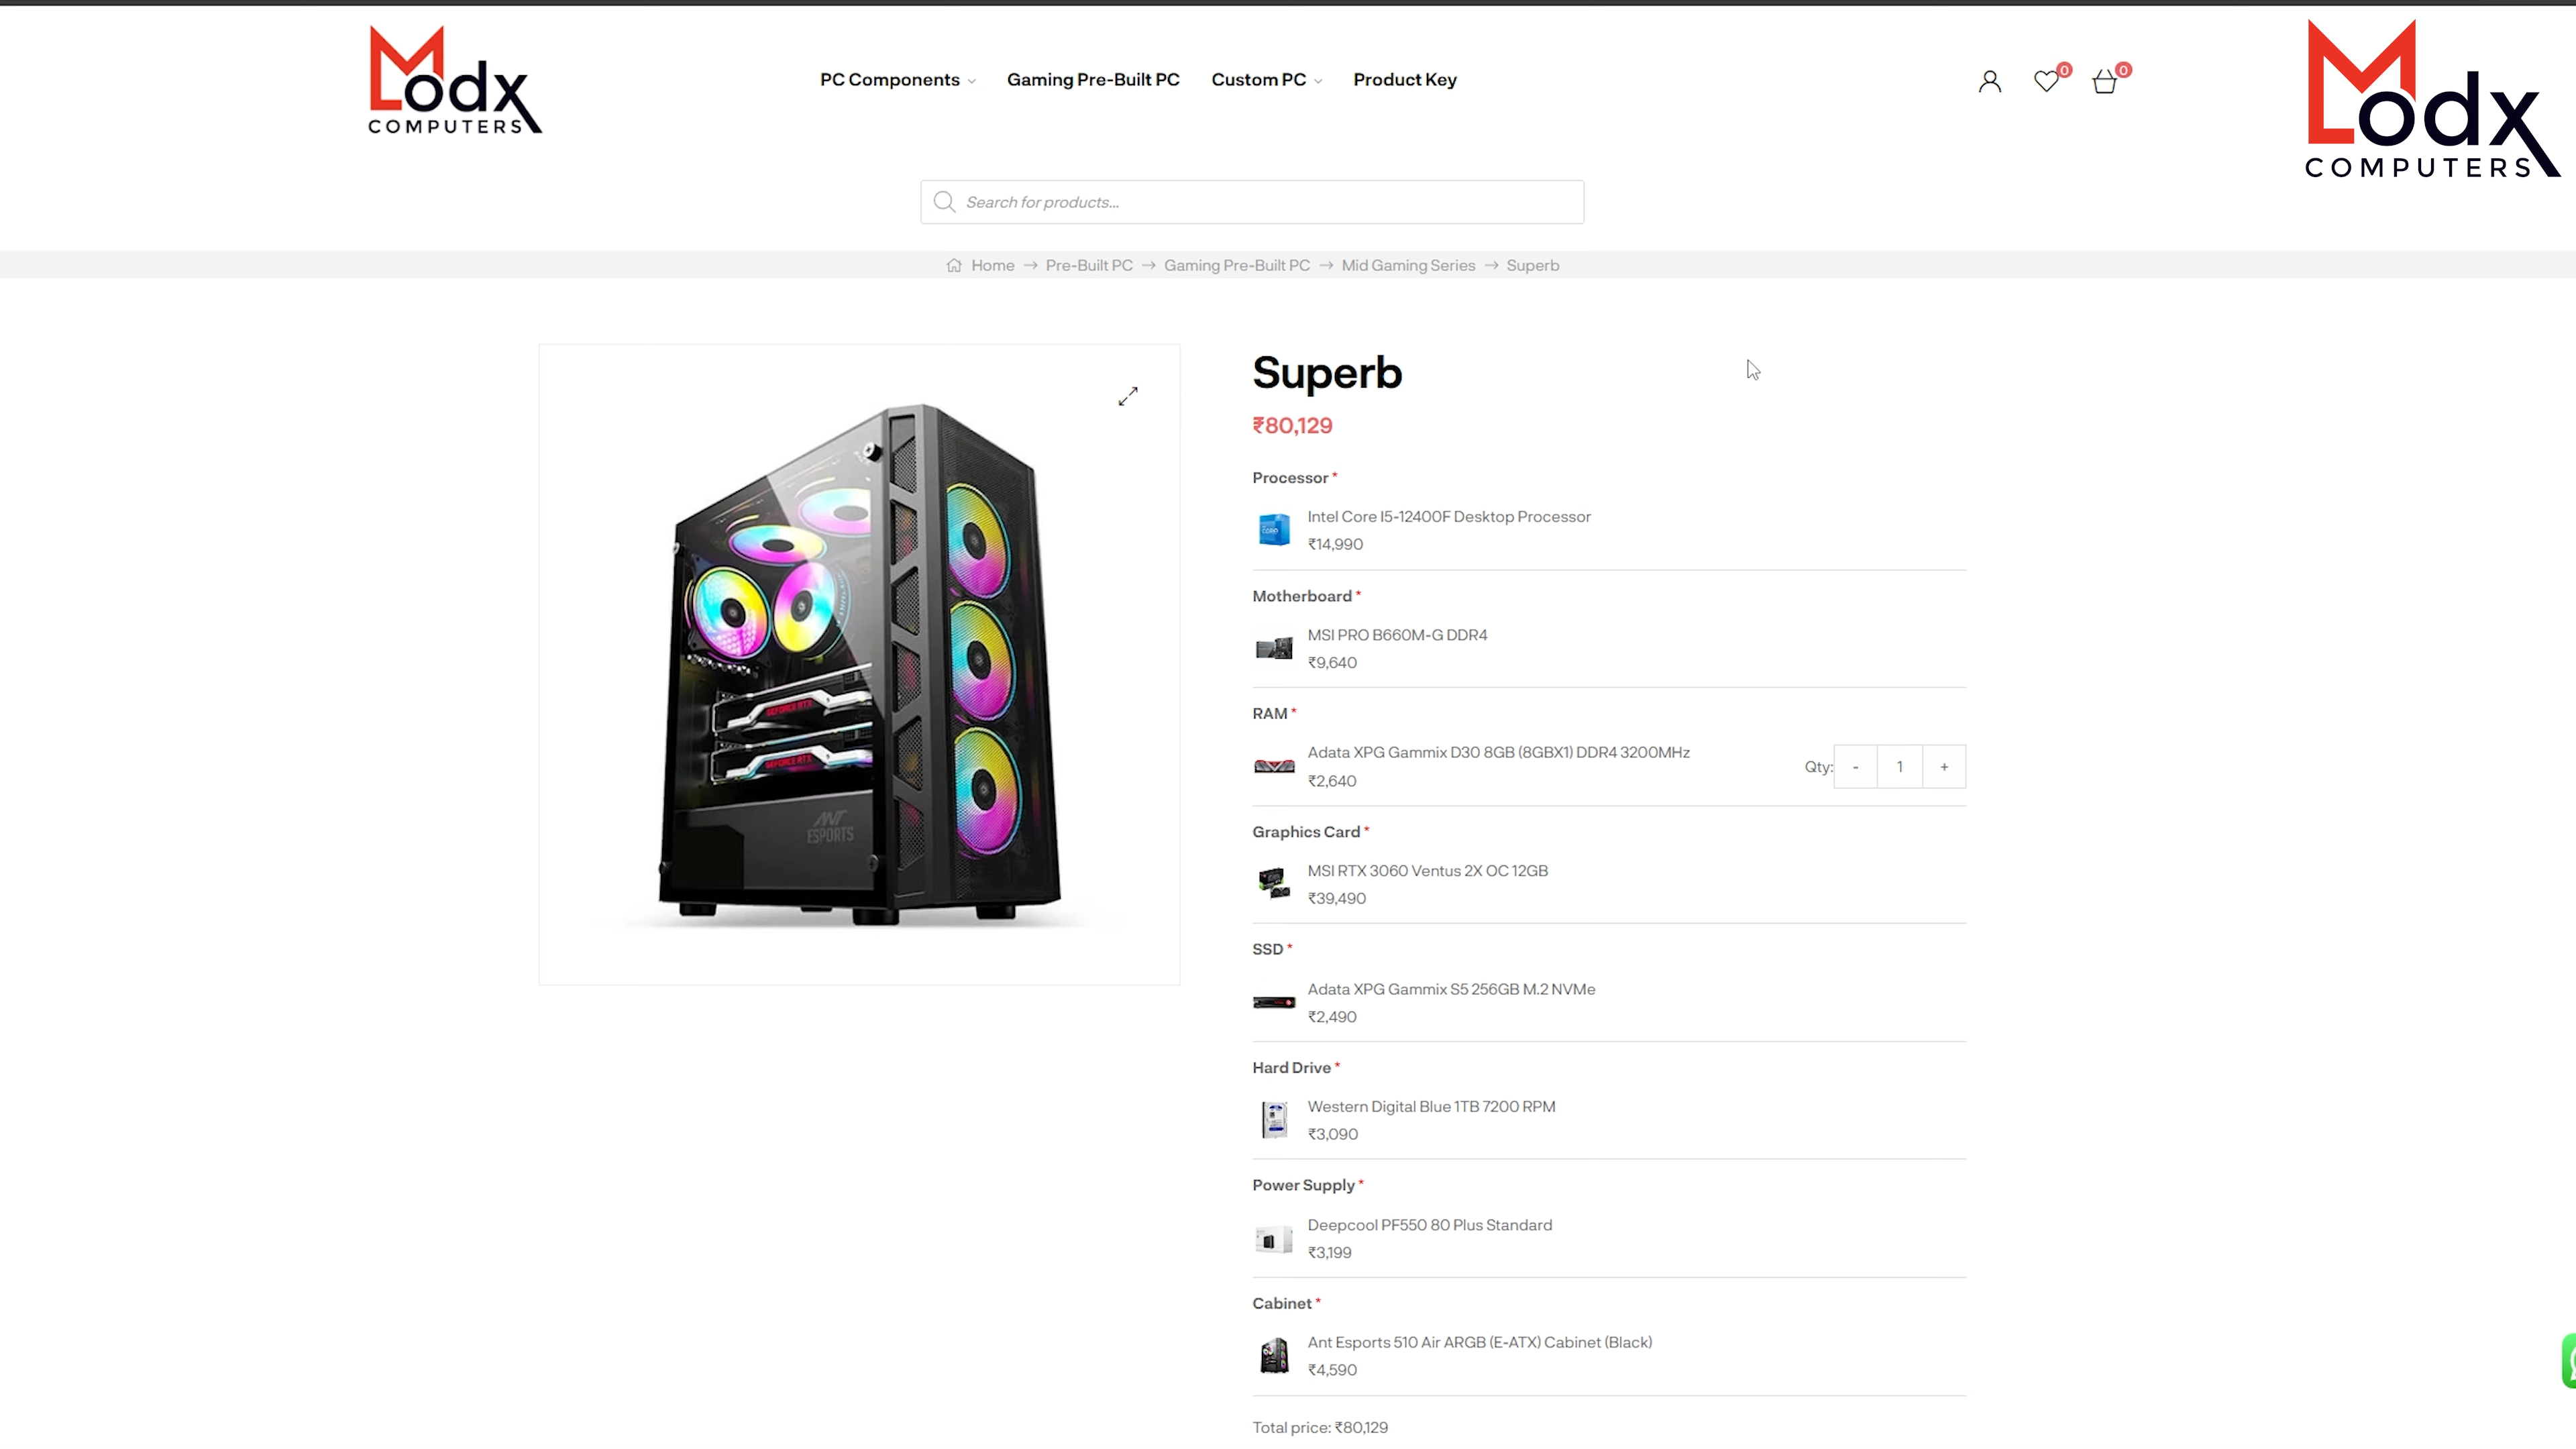 Modx
COMPUTERS
PC Components
Gaming Pre-Built PC
Custom PC
Product Key
0
0
Modx
COMPUTERS
Search for products...
Home → Pre-Built PC → Gaming Pre-Built PC → Mid Gaming Series → Superb
Superb
₹80,129
Processor *
Intel Core I5-12400F Desktop Processor
₹14,990
Motherboard *
MSI PRO B660M-G DDR4
₹9,640
RAM *
Adata XPG Gammix D30 8GB (8GBX1) DDR4 3200MHz
₹2,640
Qty: - 1 +
Graphics Card *
MSI RTX 3060 Ventus 2X OC 12GB
₹39,490
SSD *
Adata XPG Gammix S5 256GB M.2 NVMe
₹2,490
Hard Drive *
Western Digital Blue 1TB 7200 RPM
₹3,090
Power Supply *
Deepcool PF550 80 Plus Standard
₹3,199
Cabinet *
Ant Esports 510 Air ARGB (E-ATX) Cabinet (Black)
₹4,590
Total price: ₹80,129
GEFORCE RTX
GEFORCE RTX
ANT
ESPORTS